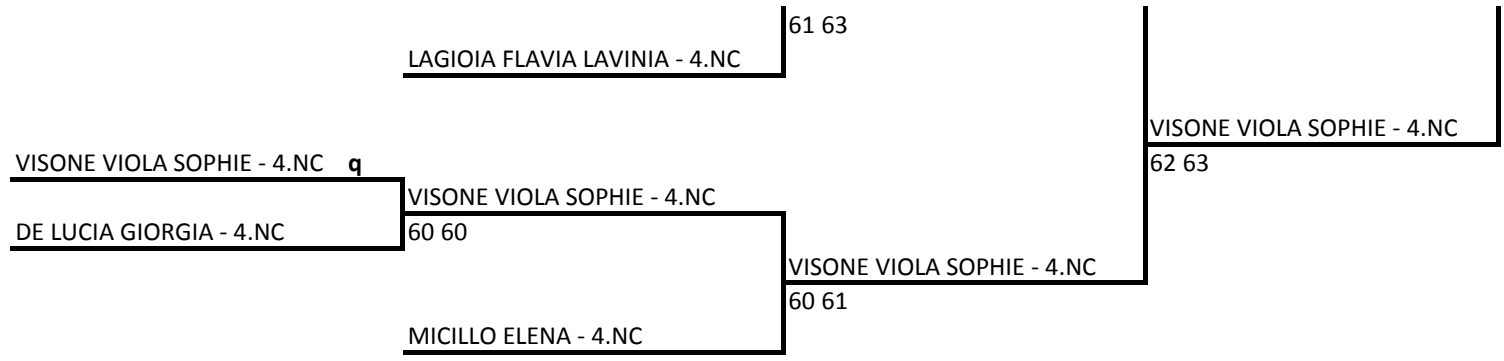 61 63
LAGIOIA FLAVIA LAVINIA - 4.NC
VISONE VIOLA SOPHIE - 4.NC
VISONE VIOLA SOPHIE - 4.NC q
62 63
VISONE VIOLA SOPHIE - 4.NC
DE LUCIA GIORGIA - 4.NC
60 60
VISONE VIOLA SOPHIE - 4.NC
60 61
MICILLO ELENA - 4.NC